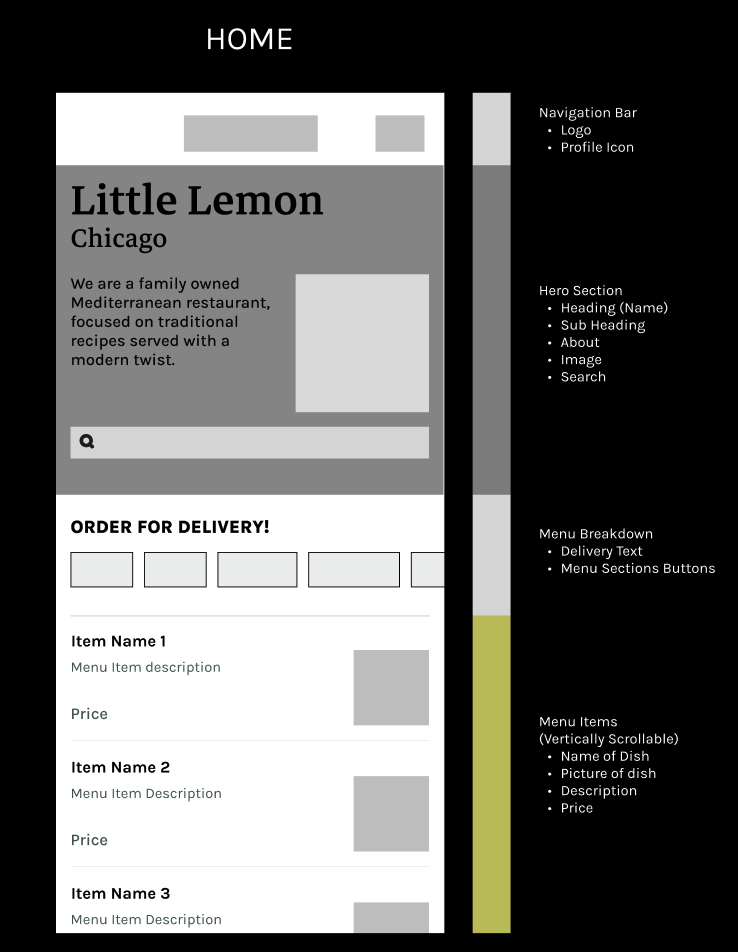 HOME
Little Lemon
Chicago
We are a family owned
Mediterranean restaurant,
focused on traditional
recipes served with a
modern twist.
ORDER FOR DELIVERY!
Item Name 1
Menu Item description
Price
Item Name 2
Menu Item Description
Price
Item Name 3
Menu Item Description
Navigation Bar
• Logo
• Profile Icon
Hero Section
• Heading (Name)
• Sub Heading
• About
• Image
• Search
Menu Breakdown
• Delivery Text
• Menu Sections Buttons
Menu Items
(Vertically Scrollable)
• Name of Dish
• Picture of dish
• Description
• Price